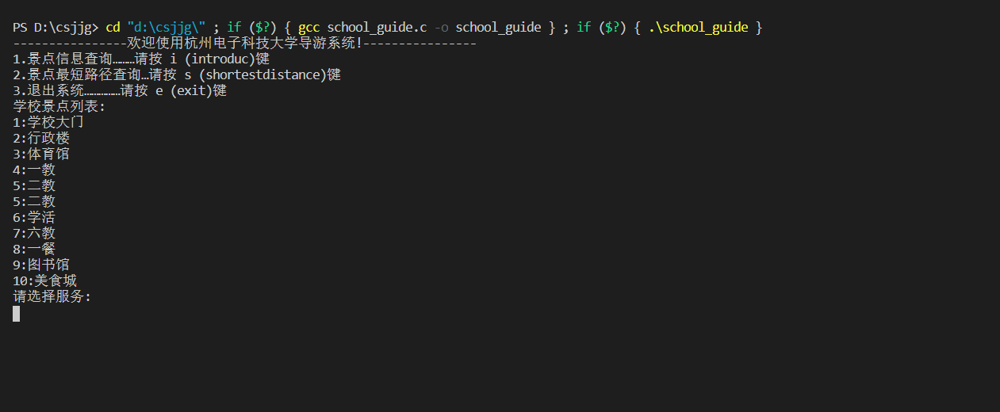 PS D:\csjjg> cd "d:\csjjg\" ; if ($?) { gcc school_guide.c -o school_guide } ; if ($?) { .\school_guide }
----------------欢迎使用杭州电子科技大学导游系统!----------------
1.景点信息查询………请按 i (introduc)键
2.景点最短路径查询…请按 s (shortestdistance)键
3.退出系统……………请按 e (exit)键
学校景点列表:
1:学校大门
2:行政楼
3:体育馆
4:一教
5:二教
5:二教
6:学活
7:六教
8:一餐
9:图书馆
10:美食城
请选择服务: